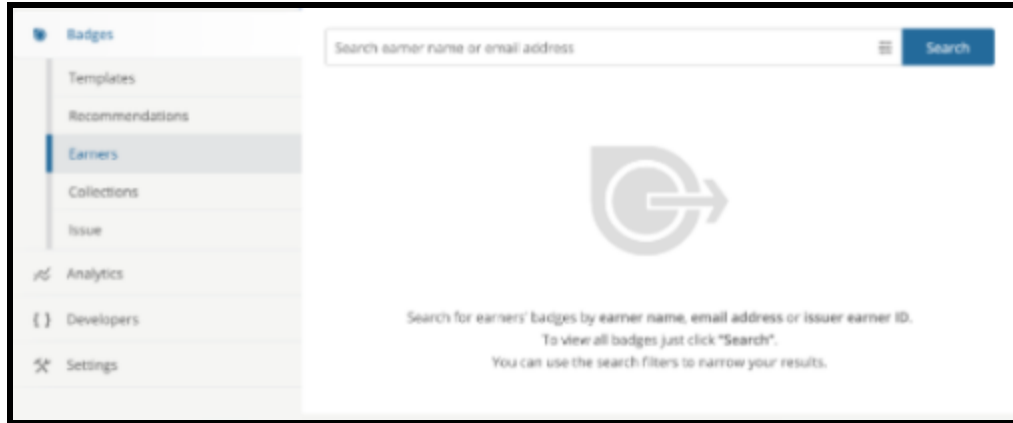 Badges
Templates
Recommendations
Earners
Collections
Issue
Analytics
{ } Developers
Settings
Search earner name or email address
Search
Search for earners' badges by earner name, email address or issuer earner ID.
To view all badges just click "Search".
You can use the search filters to narrow your results.